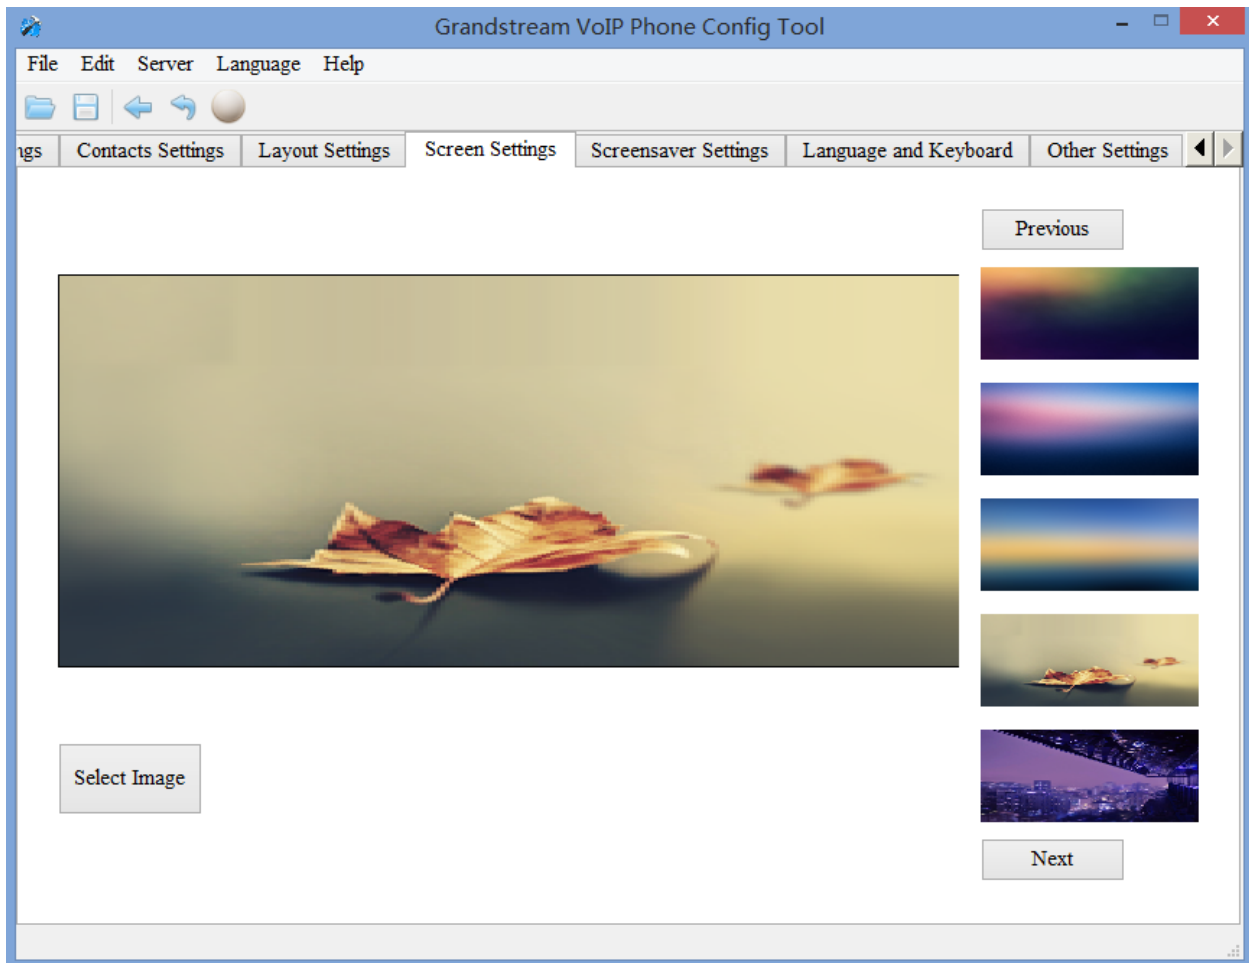 Grandstream VoIP Phone Config Tool
File Edit Server Language Help
ngs Contacts Settings Layout Settings Screen Settings Screensaver Settings Language and Keyboard Other Settings
Previous
Select Image
Next